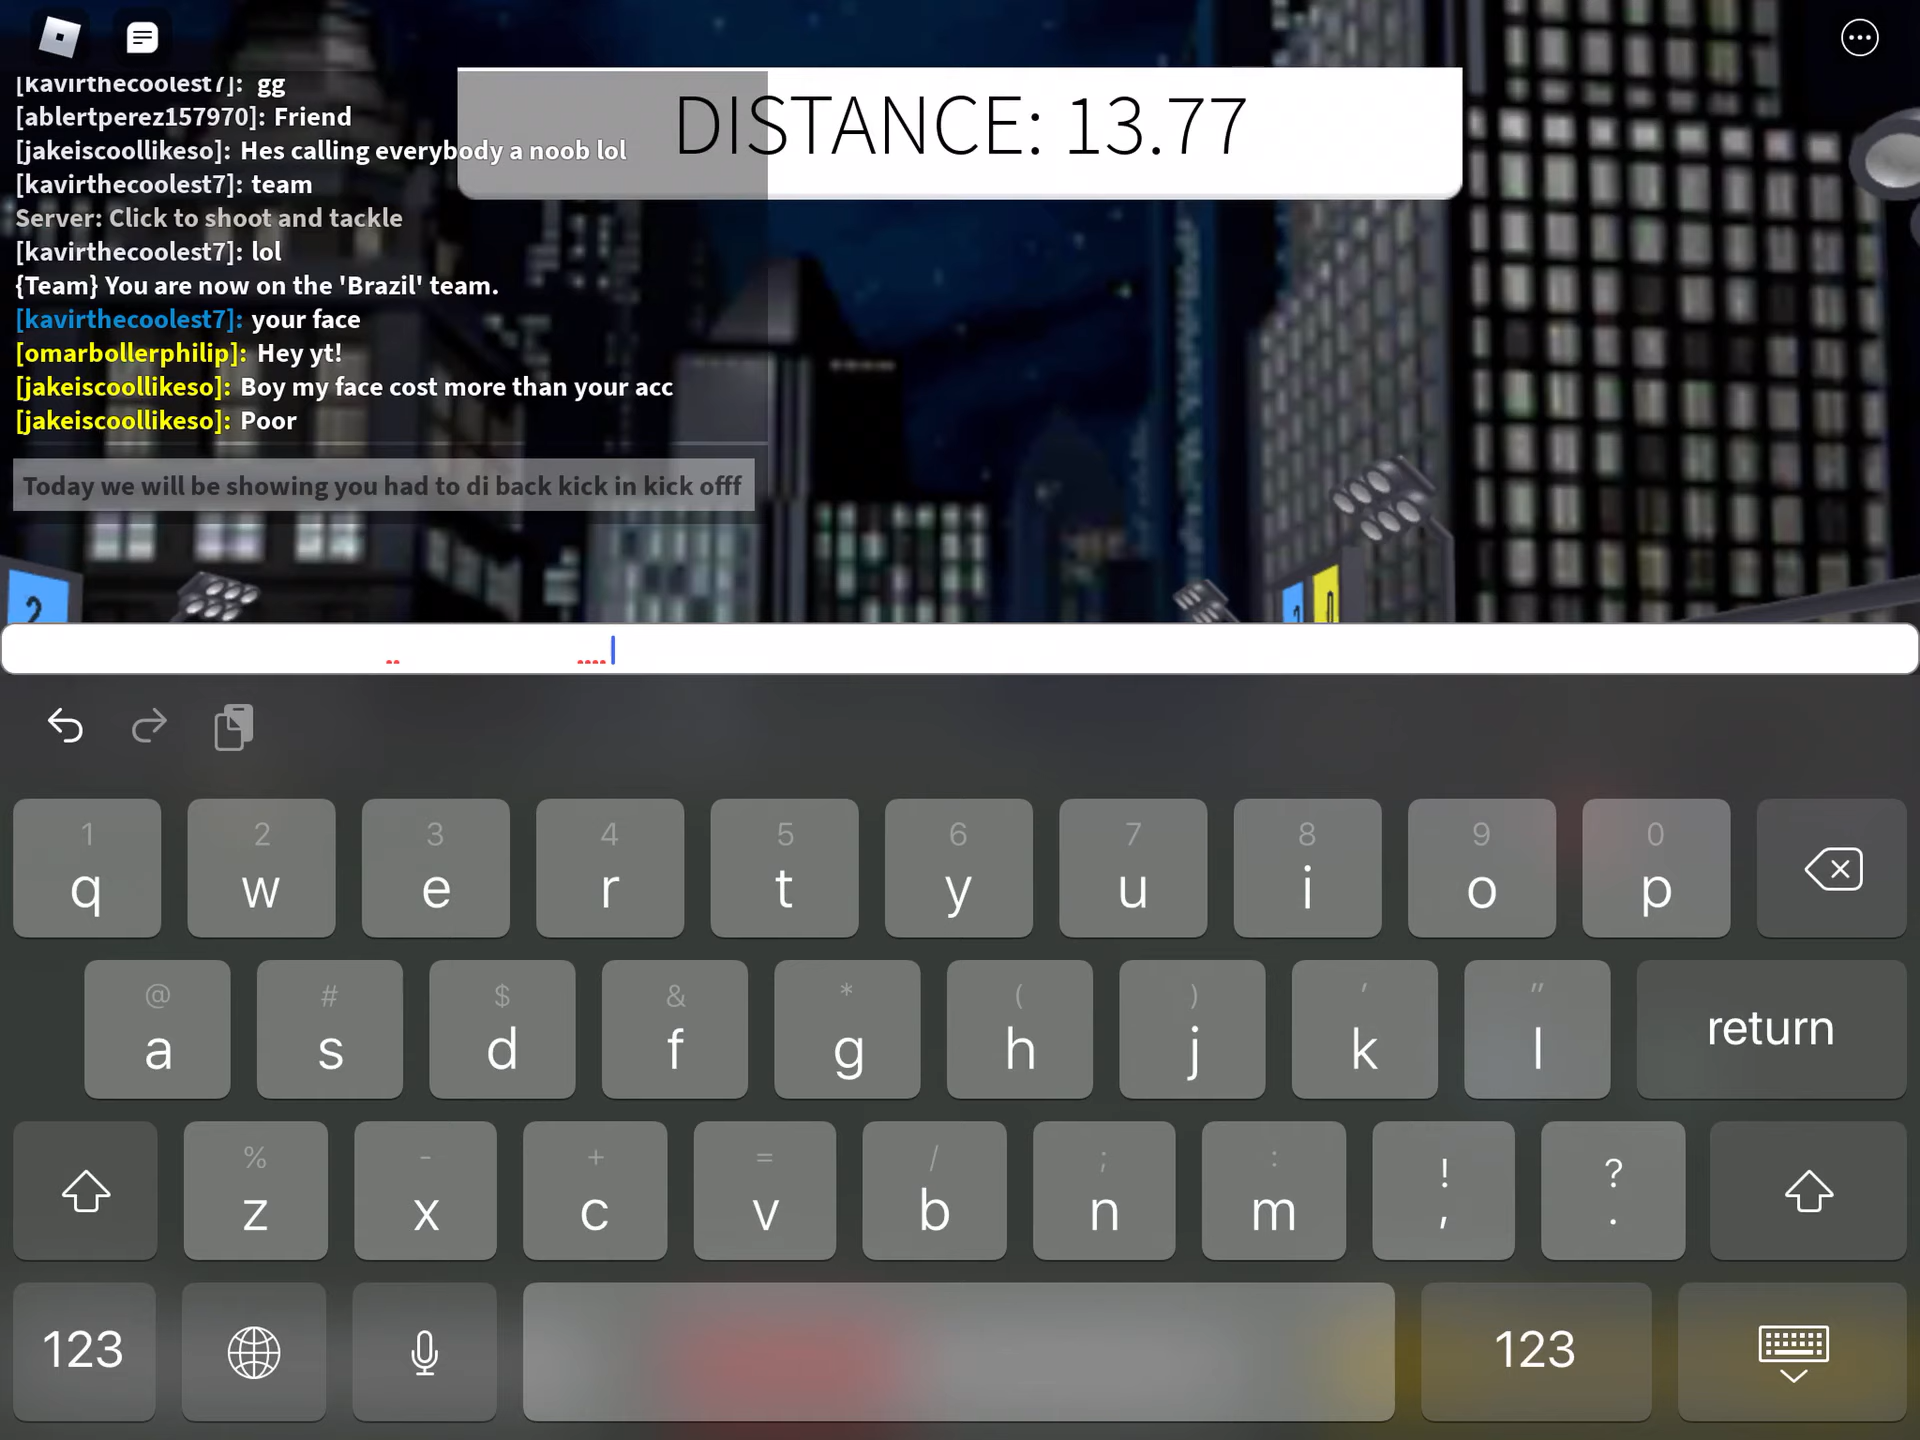 [kavirthecoolest7]: gg
[ablertperez157970]: Friend
[jakeiscoollikeso]: Hes calling everybody a noob lol
[kavirthecoolest7]: team
Server: Click to shoot and tackle
[kavirthecoolest7]: lol
{Team} You are now on the 'Brazil' team.
[kavirthecoolest7]: your face
[omarbollerphilip]: Hey yt!
[jakeiscoollikeso]: Boy my face cost more than your acc
[jakeiscoollikeso]: Poor
Today we will be showing you had to di back kick in kick offf
DISTANCE: 13.77
2
1 2 3 4 5 6 7 8 9 0
q w e r t y u i o p
@ # $ & * ( ) ' "
a s d f g h j k l return
% - + = / ; : ! ?
z x c v b n m , .
123 123